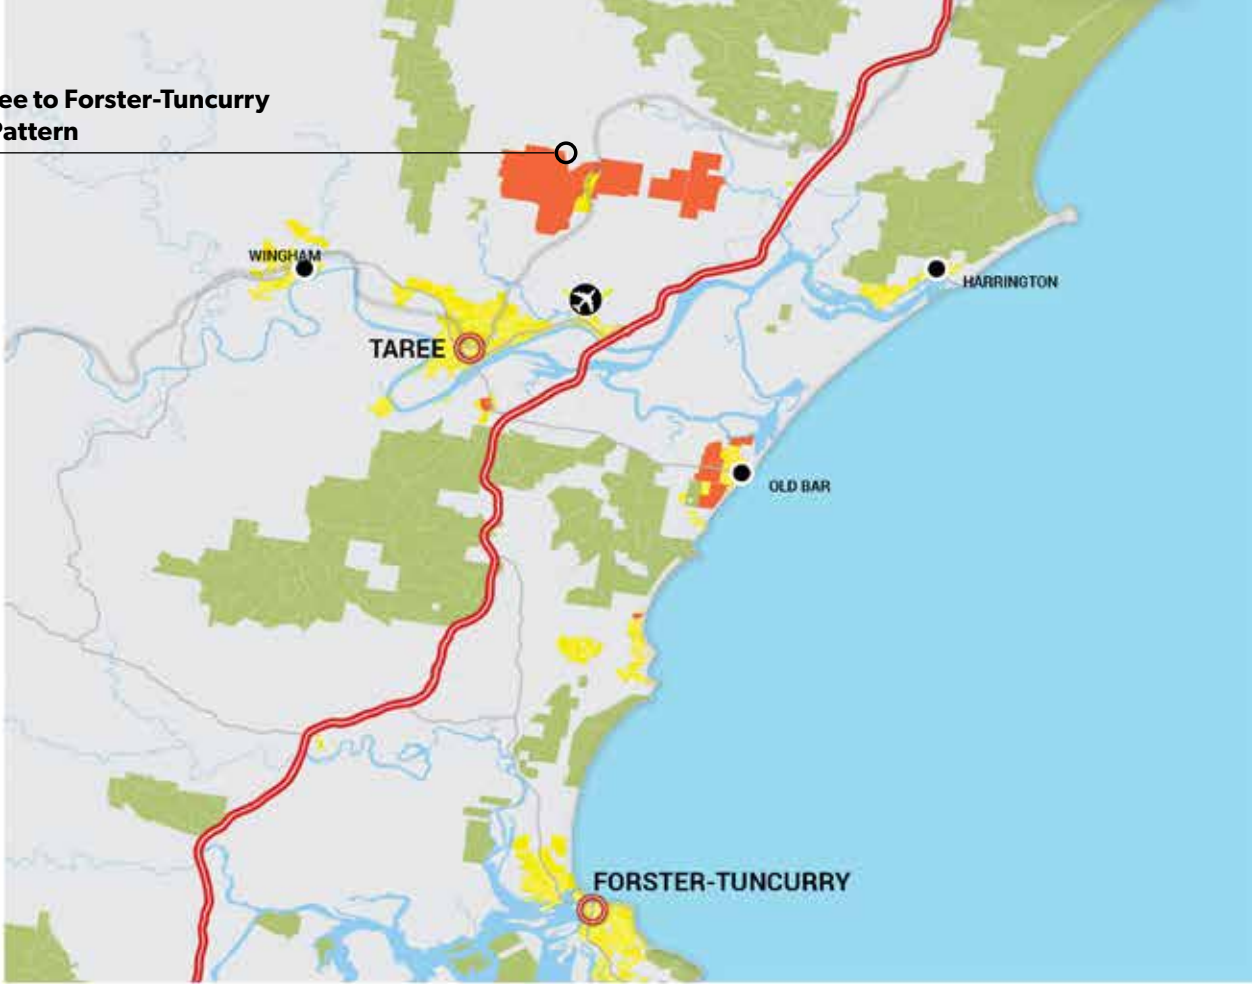 ee to Forster-Tuncurry
Pattern
WINGHAM
HARRINGTON
TAREE
OLD BAR
FORSTER-TUNCURRY